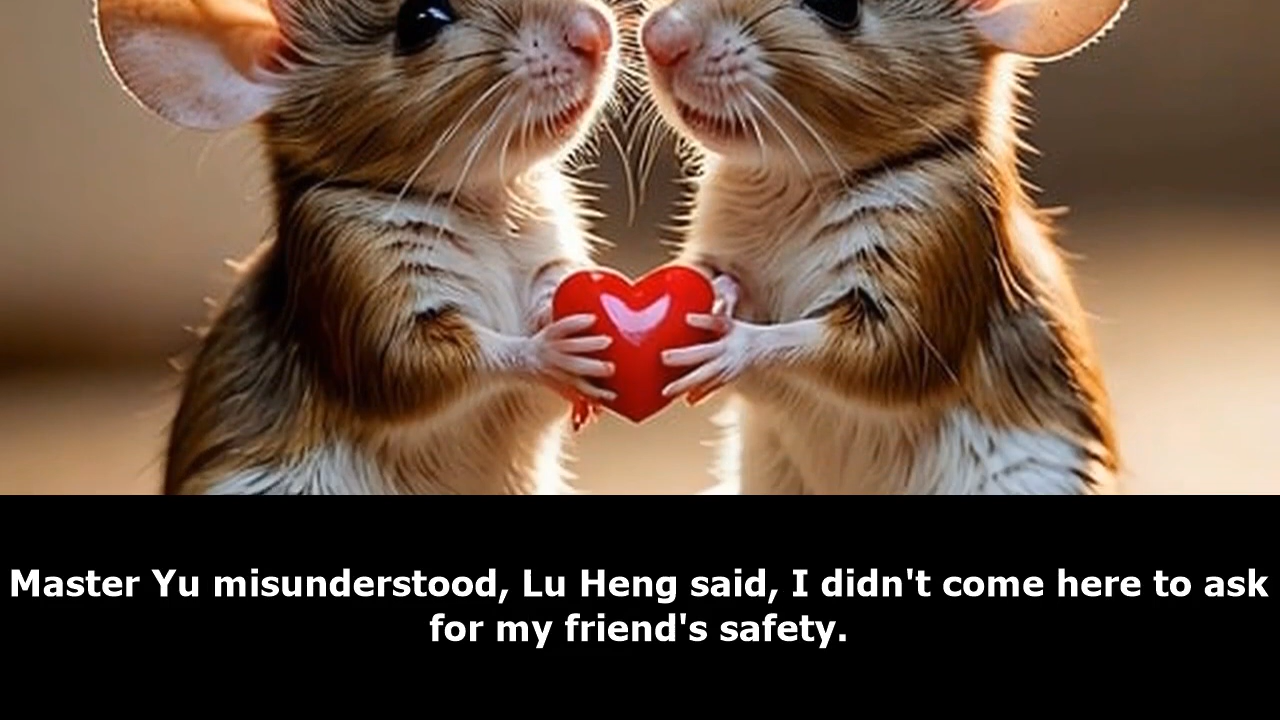 Master Yu misunderstood, Lu Heng said, I didn't come here to ask
for my friend's safety.